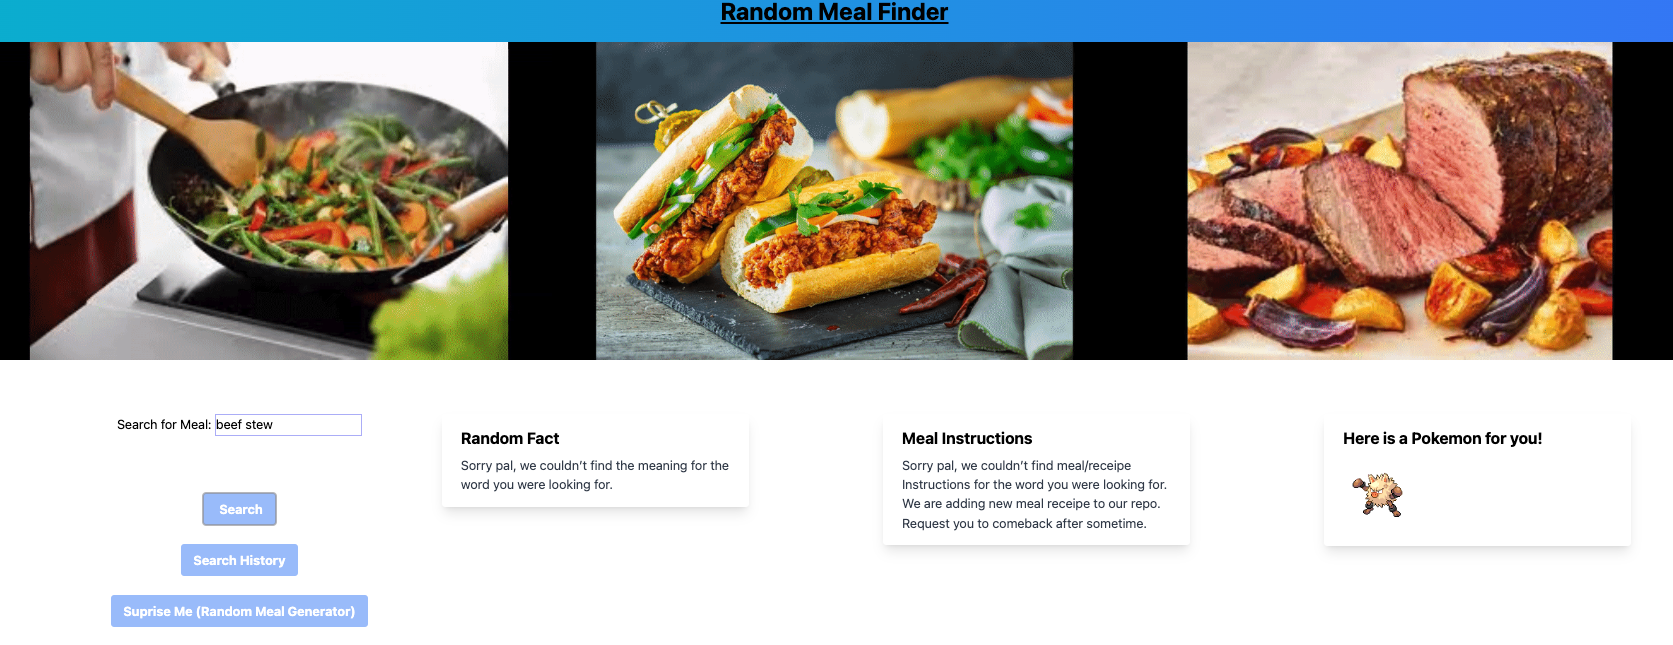 Random Meal Finder
Search for Meal: beef stew
Search
Search History
Suprise Me (Random Meal Generator)
Random Fact
Sorry pal, we couldn’t find the meaning for the
word you were looking for.
Meal Instructions
Sorry pal, we couldn’t find meal/receipe
Instructions for the word you were looking for.
We are adding new meal receipe to our repo.
Request you to comeback after sometime.
Here is a Pokemon for you!